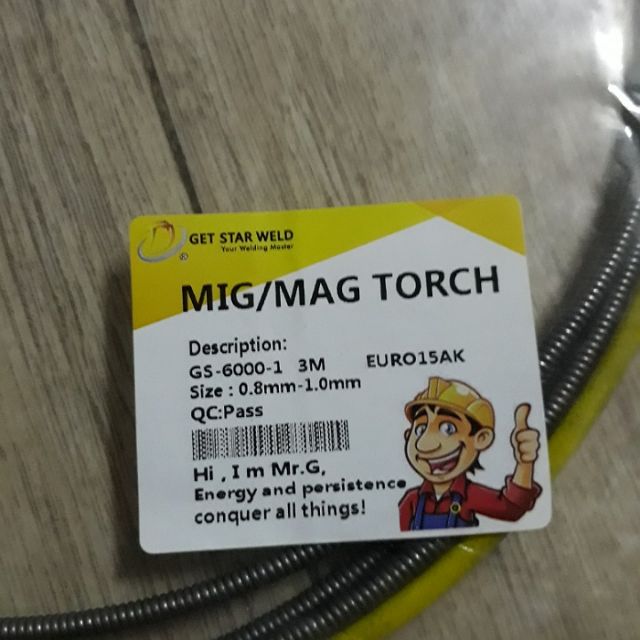 GET STAR WELD
Your Welding Master
®
MIG/MAG TORCH
Description:
GS-6000-1 3M EURO15AK
Size : 0.8mm-1.0mm
QC:Pass
Hi , I m Mr.G,
Energy and persistence
conquer all things!